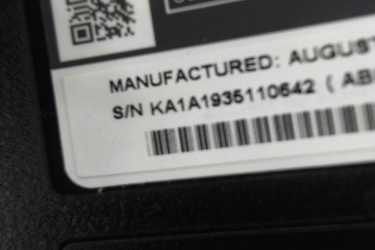 MANUFACTURED: AUGUST
S/N KA1A1935110642 ( AB